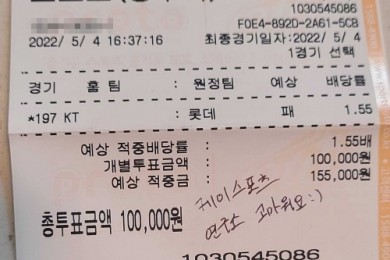 1030545086
F0E4-892D-2A61-5CB
2022/ 5/ 4 16:37:16 최종경기일자:2022/ 5/ 4
1경기 선택
경기 홈 팀 : 원정팀 예상 배당률
*197 KT : 롯데 패 1.55
예상 적중배당률 : 1.55배
개별투표금액 : 100,000원
예상 적중금 : 155,000원
총투표금액 100,000원
케이스포츠
연구소 고마워요:)
1030545086